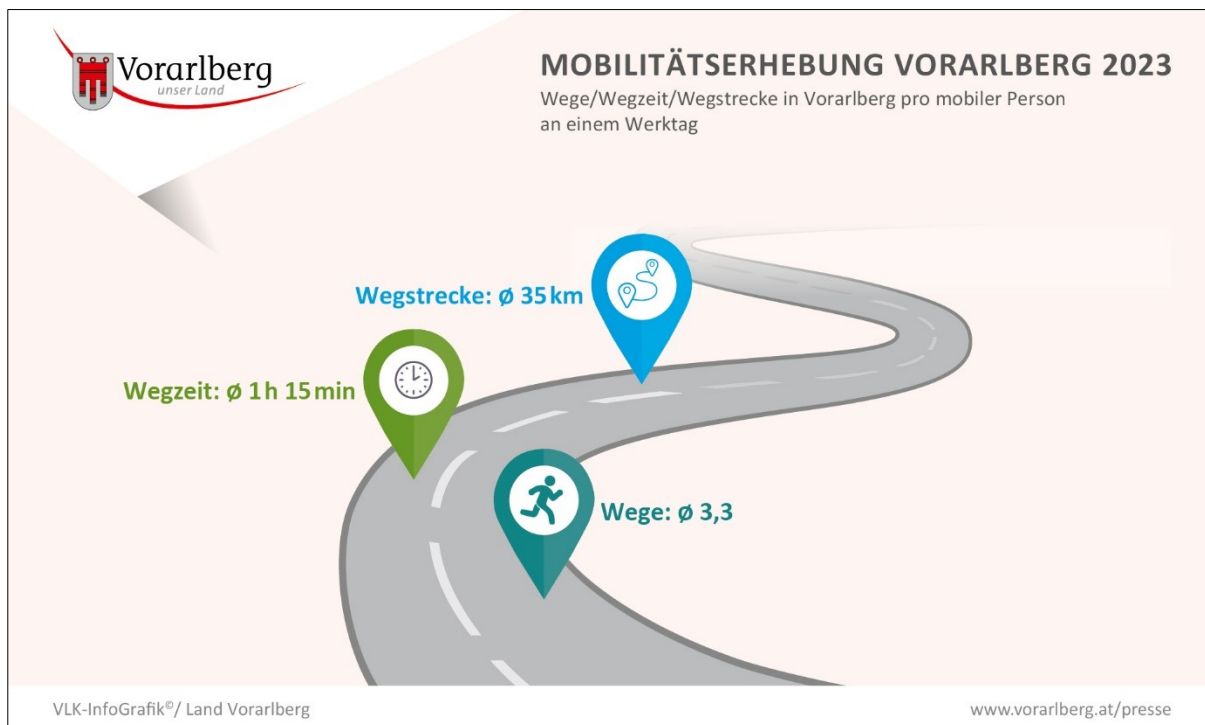 Vorarlberg
unser Land
MOBILITÄTSERHEBUNG VORARLBERG 2023
Wege/Wegzeit/Wegstrecke in Vorarlberg pro mobiler Person
an einem Werktag
Wegstrecke: ø 35 km
Wegzeit: ø 1 h 15 min
Wege: ø 3,3
VLK-InfoGrafik©/ Land Vorarlberg
www.vorarlberg.at/presse